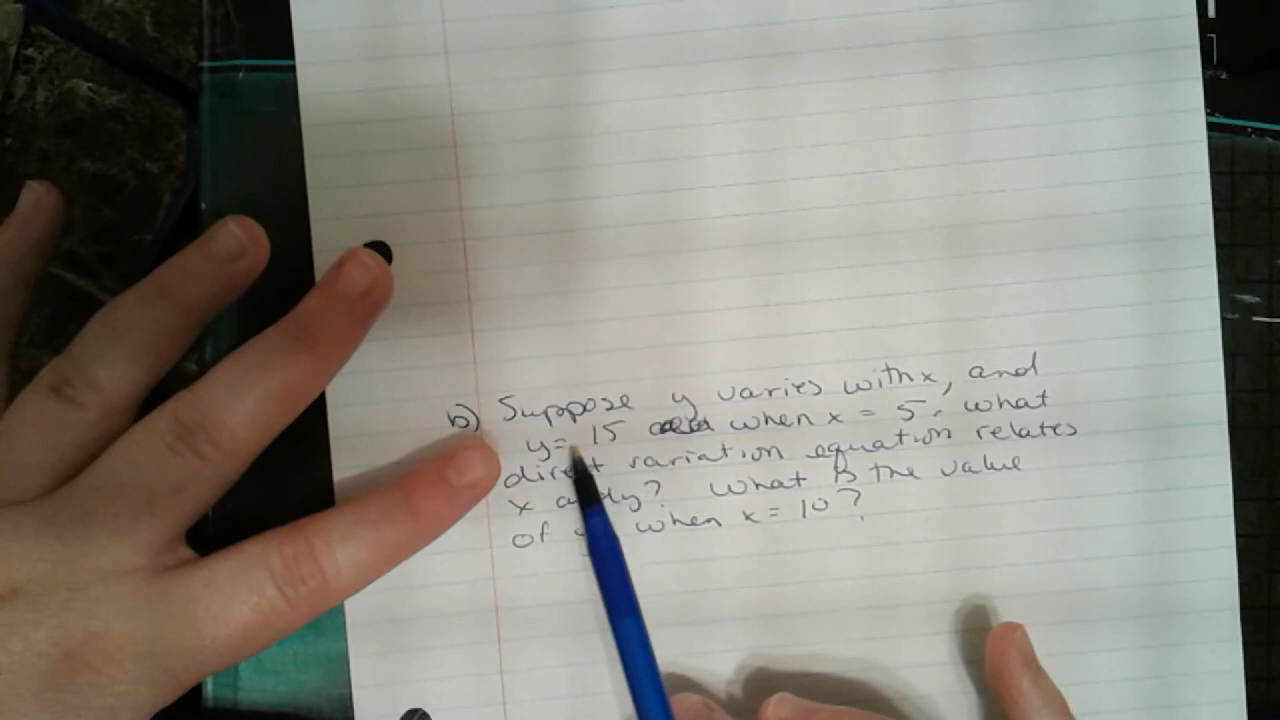 b) Suppose y varies with x, and
y = 15 when x = 5. what
direct variation equation relates
x and y? What is the value
of y when x = 10?